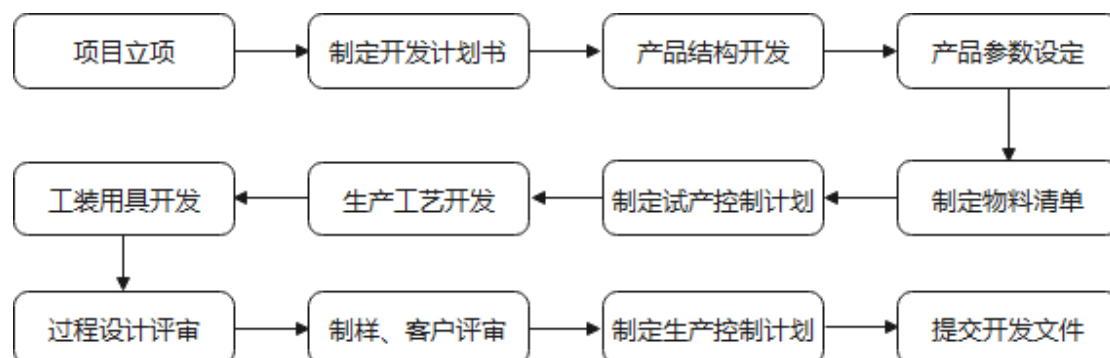 项目立项
制定开发计划书
产品结构开发
产品参数设定
制定物料清单
制定试产控制计划
生产工艺开发
工装用具开发
过程设计评审
制样、客户评审
制定生产控制计划
提交开发文件